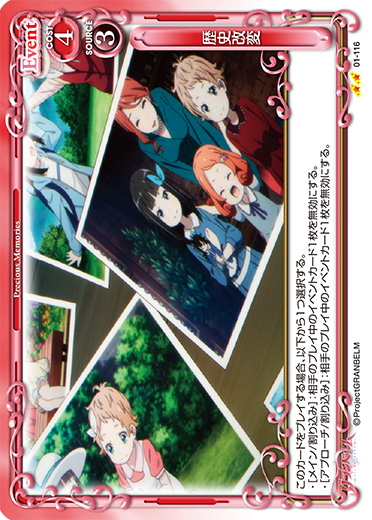 Event
COST
4
SOURCE
3
歴史改変
01-116
Precious Memories
このカードをプレイする場合、以下から1つ選択する。
・[メイン/割り込み]:相手のプレイ中のイベントカード1枚を無効にする。
・[アプローチ/割り込み]:相手のプレイ中のイベントカード1枚を無効にする。
©ProjectGRANBELM